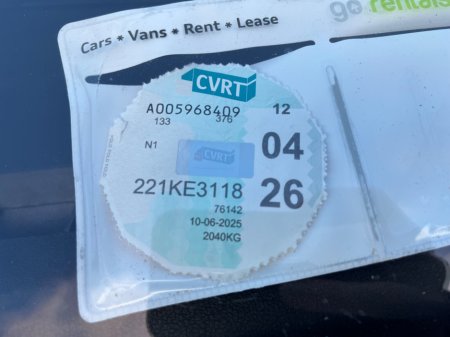 go rentals
Cars * Vans * Rent * Lease
CVRT
A005968409 12
133 376
N1 CVRT 04
221KE3118 26
76142
10-06-2025
2040KG